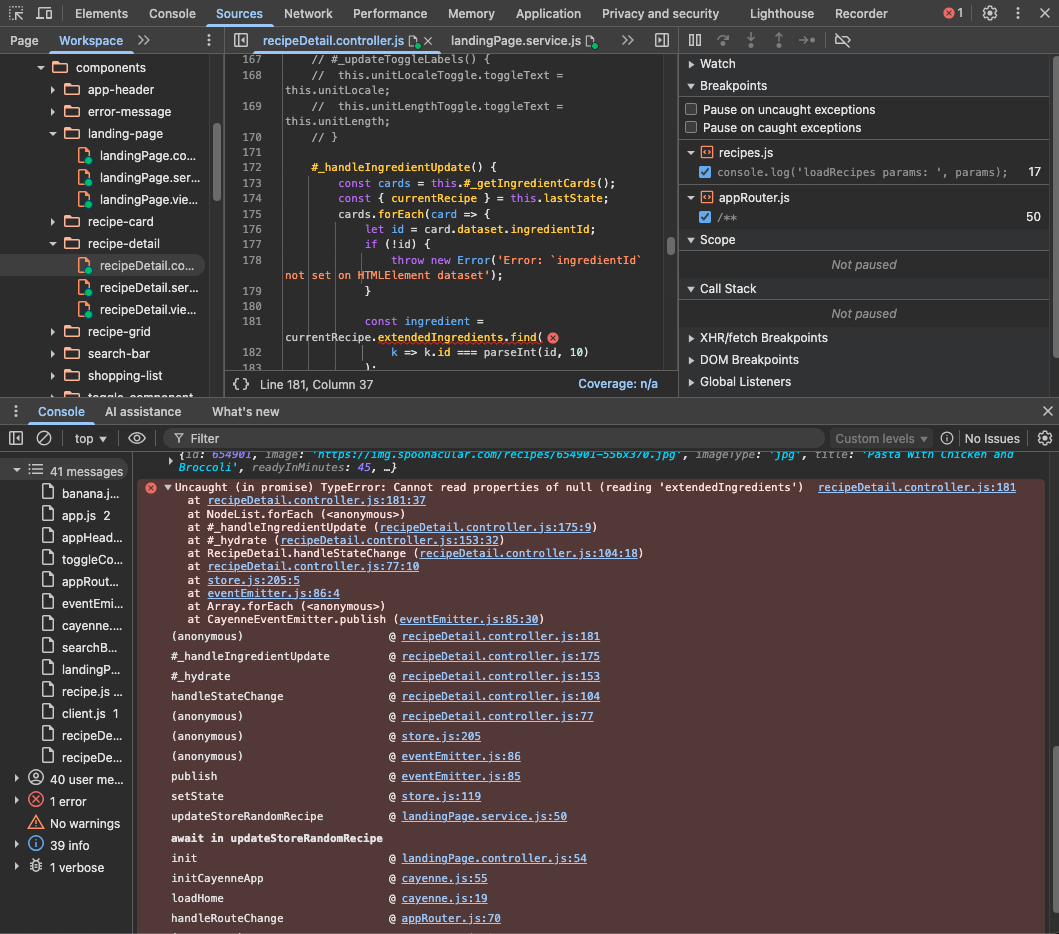 Elements Console Sources Network Performance Memory Application Privacy and security Lighthouse Recorder 1
Page Workspace
recipeDetail.controller.js landingPage.service.js
components
app-header
error-message
landing-page
landingPage.co...
landingPage.ser...
landingPage.vie...
recipe-card
recipe-detail
recipeDetail.co...
recipeDetail.ser...
recipeDetail.vie...
recipe-grid
search-bar
shopping-list
toggle-component
167 // #_updateToggleLabels() {
168 // this.unitLocaleToggle.toggleText =
this.unitLocale;
169 // this.unitLengthToggle.toggleText =
this.unitLength;
170 // }
171
172 #_handleIngredientUpdate() {
173 const cards = this.#_getIngredientCards();
174 const { currentRecipe } = this.lastState;
175 cards.forEach(card => {
176 let id = card.dataset.ingredientId;
177 if (!id) {
178 throw new Error('Error: `ingredientId`
not set on HTMLElement dataset');
179 }
180
181 const ingredient =
currentRecipe.extendedIngredients.find(
182 k => k.id === parseInt(id, 10)
183 );
{} Line 181, Column 37 Coverage: n/a
Watch
Breakpoints
Pause on uncaught exceptions
Pause on caught exceptions
recipes.js
console.log('loadRecipes params: ', params); 17
appRouter.js
/** 50
Scope
Not paused
Call Stack
Not paused
XHR/fetch Breakpoints
DOM Breakpoints
Global Listeners
Console AI assistance What's new
top Filter Custom levels No Issues
41 messages
banana.j...
app.js 2
appHead...
toggleCo...
appRout...
eventEmi...
cayenne....
searchB...
landingP...
recipe.js ...
client.js 1
recipeDe...
recipeDe...
40 user me...
1 error
No warnings
39 info
1 verbose
{id: 654901, image: 'https://img.spoonacular.com/recipes/654901-556x370.jpg', imageType: 'jpg', title: 'Pasta With Chicken and
Broccoli', readyInMinutes: 45, …}
Uncaught (in promise) TypeError: Cannot read properties of null (reading 'extendedIngredients') recipeDetail.controller.js:181
at recipeDetail.controller.js:181:37
at NodeList.forEach (<anonymous>)
at #_handleIngredientUpdate (recipeDetail.controller.js:175:9)
at #_hydrate (recipeDetail.controller.js:153:32)
at RecipeDetail.handleStateChange (recipeDetail.controller.js:104:18)
at recipeDetail.controller.js:77:10
at store.js:205:5
at eventEmitter.js:86:4
at Array.forEach (<anonymous>)
at CayenneEventEmitter.publish (eventEmitter.js:85:30)
(anonymous) @ recipeDetail.controller.js:181
#_handleIngredientUpdate @ recipeDetail.controller.js:175
#_hydrate @ recipeDetail.controller.js:153
handleStateChange @ recipeDetail.controller.js:104
(anonymous) @ recipeDetail.controller.js:77
(anonymous) @ store.js:205
(anonymous) @ eventEmitter.js:86
publish @ eventEmitter.js:85
setState @ store.js:119
updateStoreRandomRecipe @ landingPage.service.js:50
await in updateStoreRandomRecipe
init @ landingPage.controller.js:54
initCayenneApp @ cayenne.js:55
loadHome @ cayenne.js:19
handleRouteChange @ appRouter.js:70